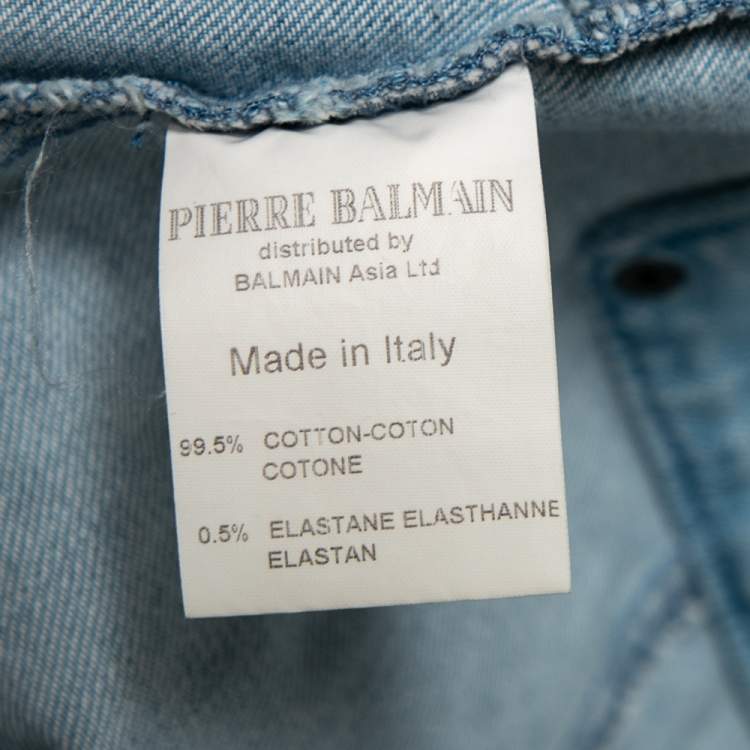 PIERRE BALMAIN
distributed by
BALMAIN Asia Ltd
Made in Italy
99.5% COTTON-COTON
COTONE
0.5% ELASTANE ELASTHANNE
ELASTAN